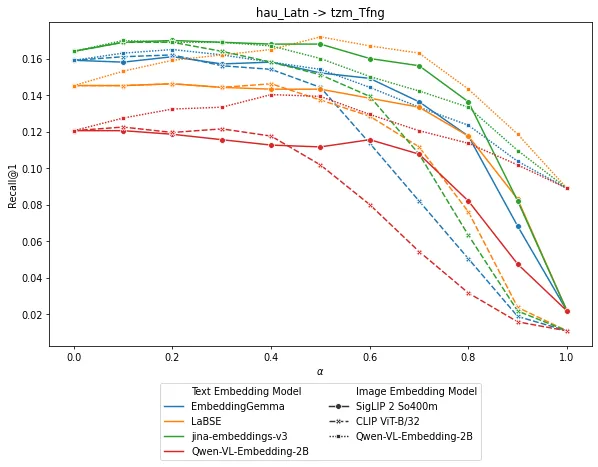 hau_Latn -> tzm_Tfng
Recall@1
0.16
0.14
0.12
0.10
0.08
0.06
0.04
0.02
0.0 0.2 0.4 0.6 0.8 1.0
α
Text Embedding Model Image Embedding Model
EmbeddingGemma SigLIP 2 So400m
LaBSE CLIP ViT-B/32
jina-embeddings-v3 Qwen-VL-Embedding-2B
Qwen-VL-Embedding-2B